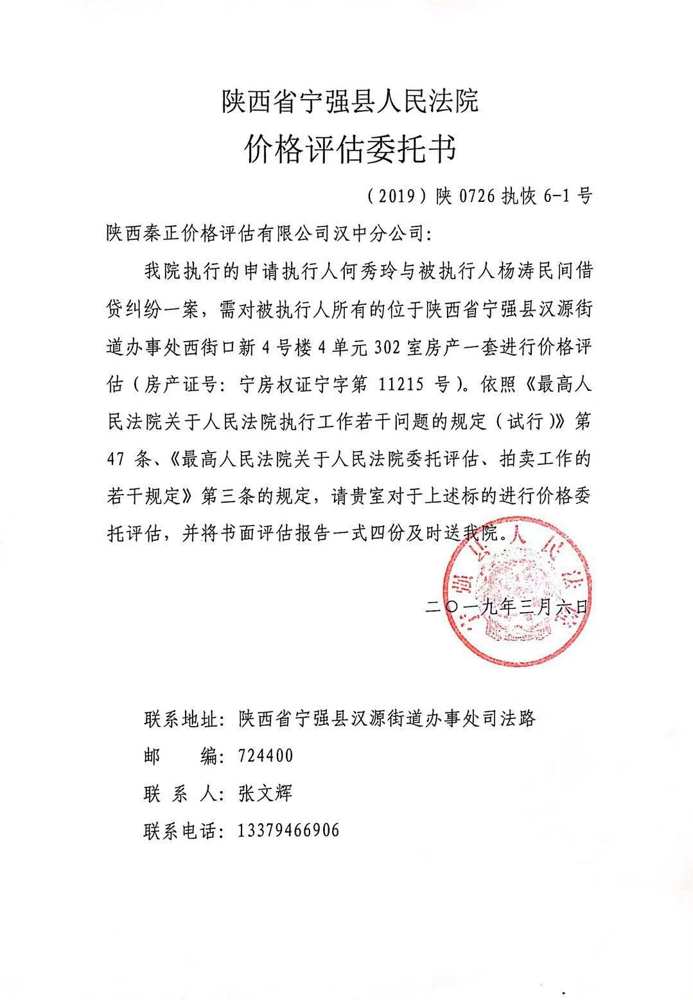 陕西省宁强县人民法院
价格评估委托书
（2019）陕 0726 执恢 6-1 号
陕西秦正价格评估有限公司汉中分公司：
我院执行的申请执行人何秀玲与被执行人杨涛民间借
贷纠纷一案，需对被执行人所有的位于陕西省宁强县汉源街
道办事处西街口新 4 号楼 4 单元 302 室房产一套进行价格评
估（房产证号：宁房权证宁字第 11215 号）。依照《最高人
民法院关于人民法院执行工作若干问题的规定（试行）》第
47 条、《最高人民法院关于人民法院委托评估、拍卖工作的
若干规定》第三条的规定，请贵室对于上述标的进行价格委
托评估，并将书面评估报告一式四份及时送我院。
宁强县人民法院
二〇一九年三月六日
联系地址：陕西省宁强县汉源街道办事处司法路
邮 编：724400
联 系 人：张文辉
联系电话：13379466906